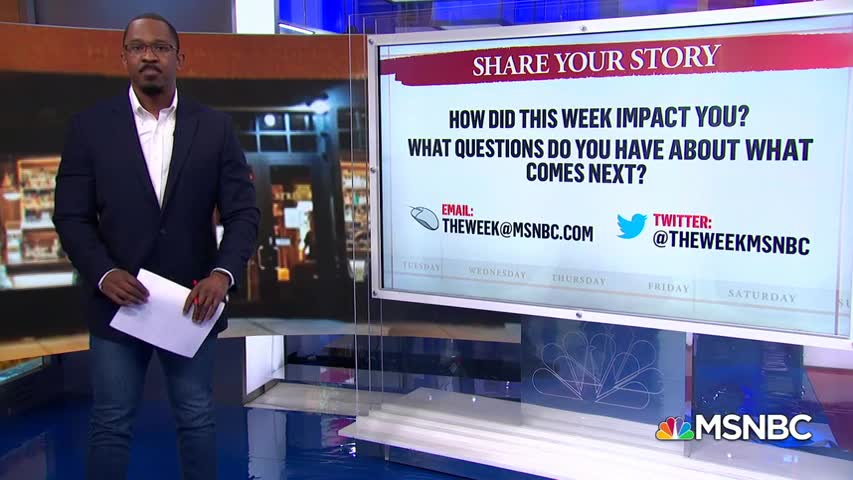 SHARE YOUR STORY
HOW DID THIS WEEK IMPACT YOU?
WHAT QUESTIONS DO YOU HAVE ABOUT WHAT
COMES NEXT?
EMAIL:
THEWEEK@MSNBC.COM
TWITTER:
@THEWEEKMSNBC
TUESDAY WEDNESDAY THURSDAY FRIDAY SATURDAY
MSNBC